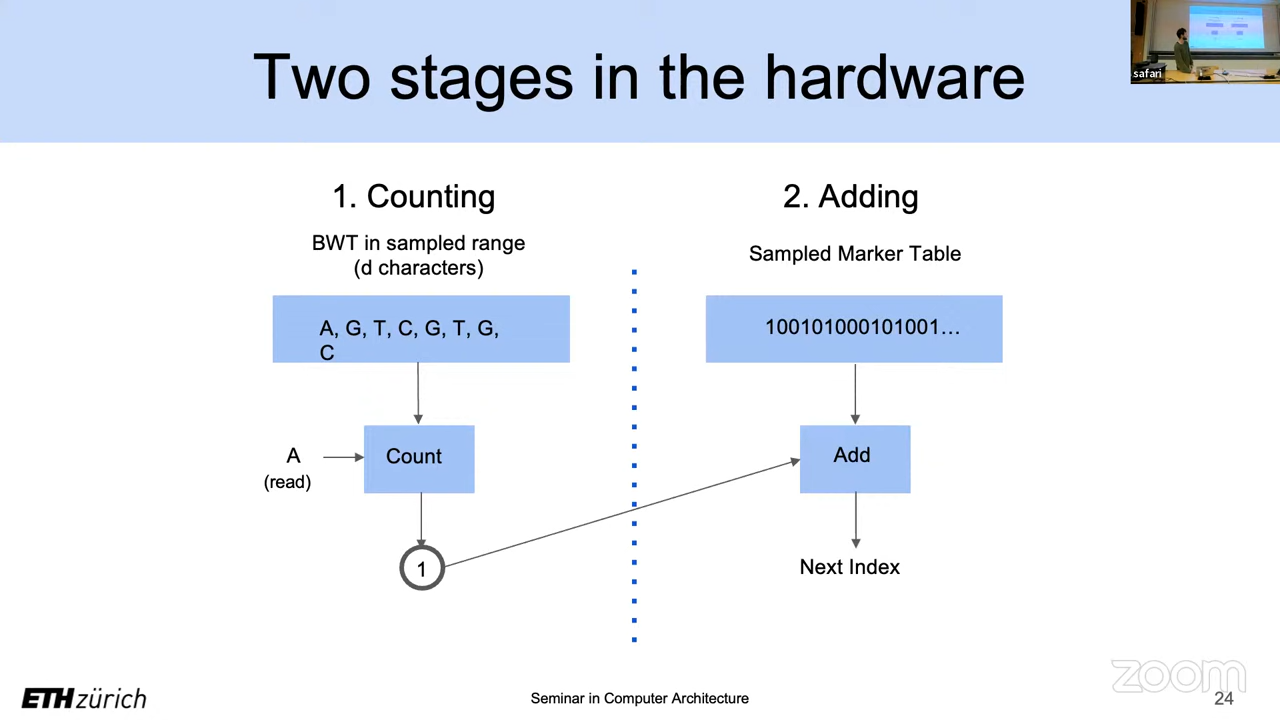 Two stages in the hardware
safari
1. Counting
BWT in sampled range
(d characters)
A, G, T, C, G, T, G,
C
A
(read)
Count
1
2. Adding
Sampled Marker Table
100101000101001...
Add
Next Index
ETH zürich
Seminar in Computer Architecture
zoom
24